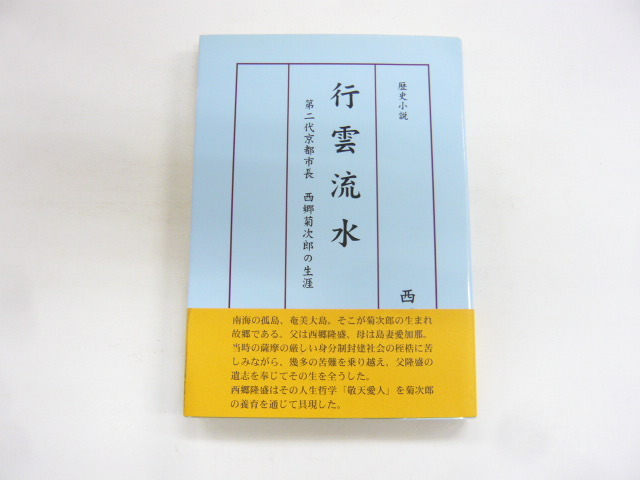 歴史小説
行雲流水
第二代京都市長 西郷菊次郎の生涯
西
南海の孤島、奄美大島。そこが菊次郎の生まれ
故郷である。父は西郷隆盛、母は島妻愛加那。
当時の薩摩の厳しい身分制封建社会の桎梏に苦
しみながら、幾多の苦難を乗り越え、父隆盛の
遺志を奉じてその生を全うした。
西郷隆盛はその人生哲学「敬天愛人」を菊次郎
の養育を通じて具現した。